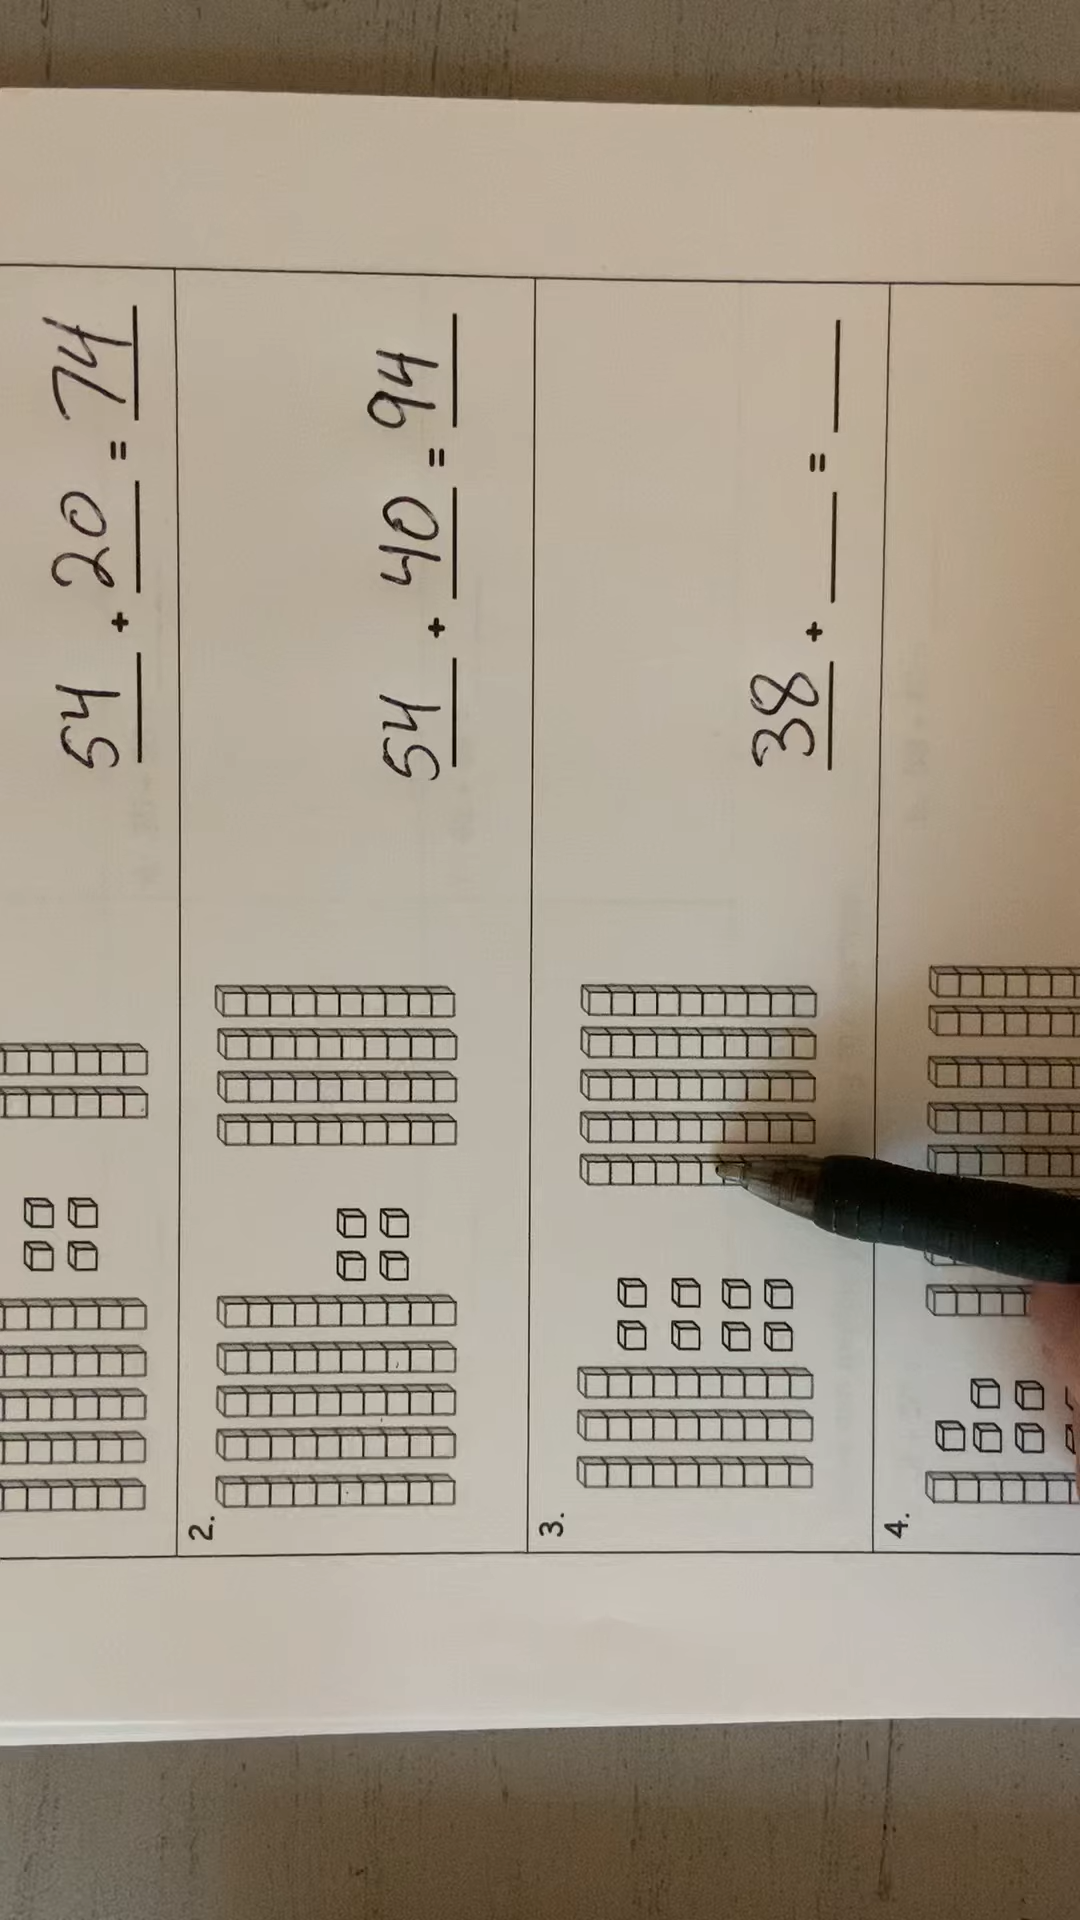 54 + 20 = 74
2. 54 + 40 = 94
3. 38 + ___ = ___
4.